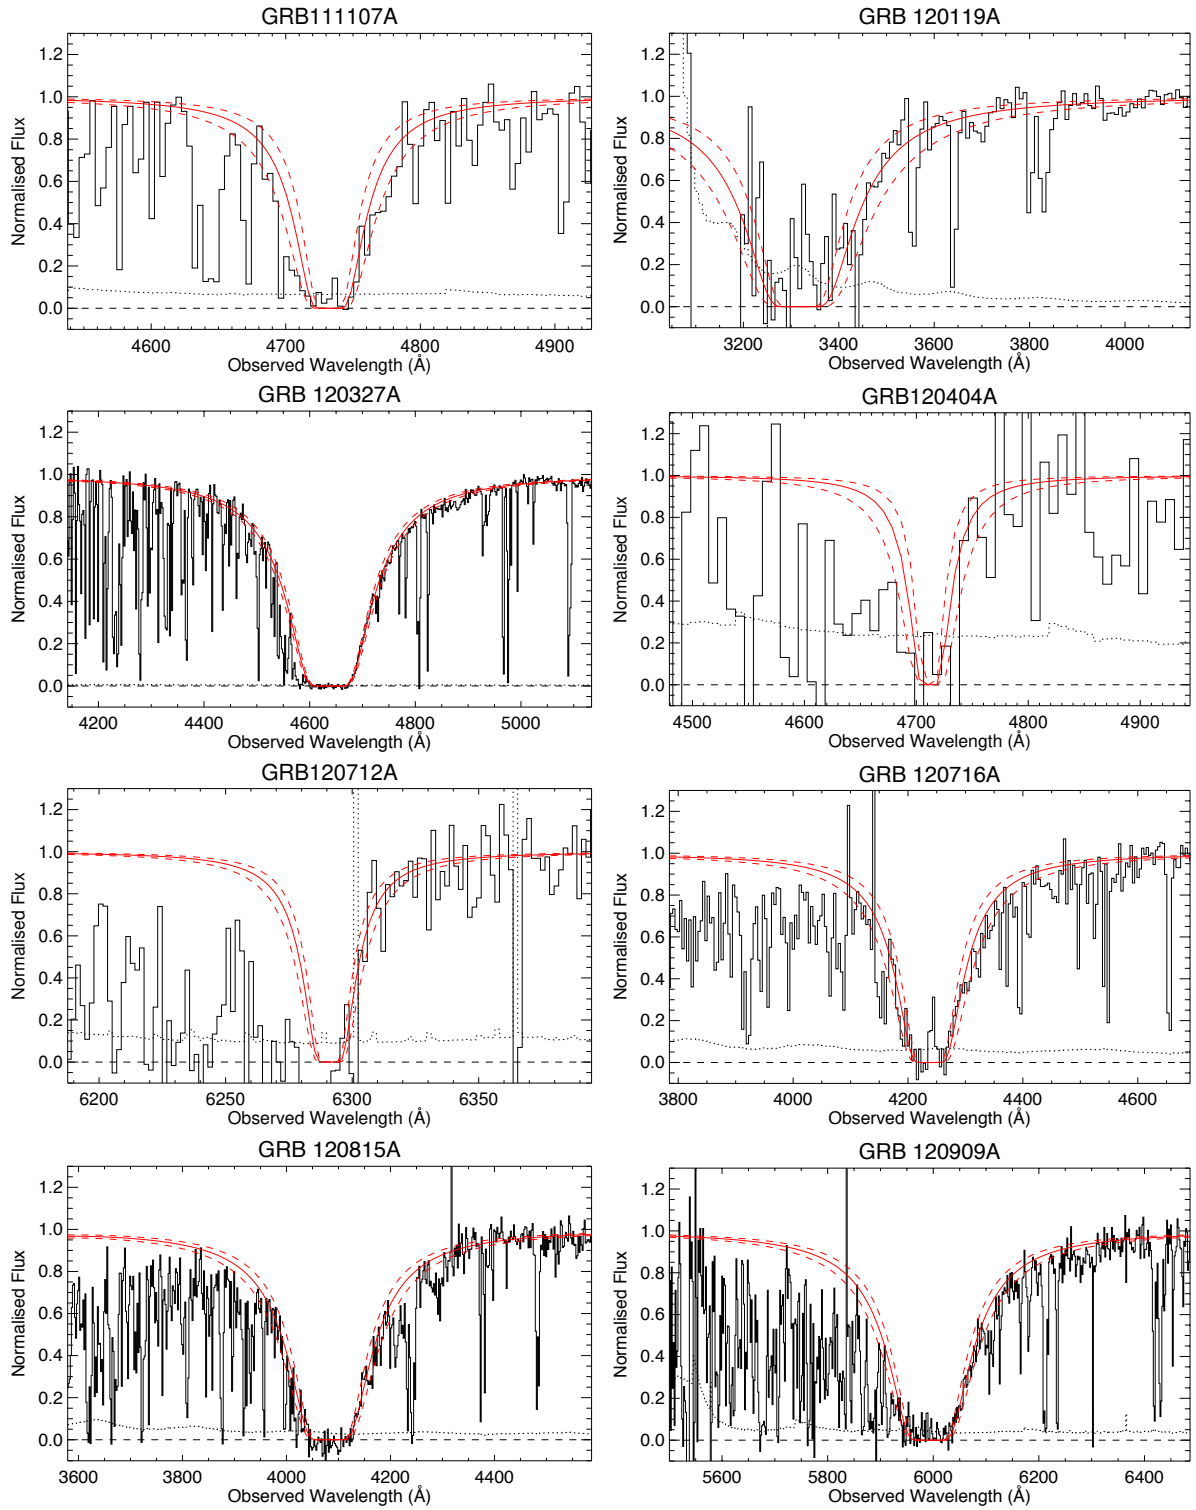 GRB111107A
1.2
1.0
0.8
0.6
0.4
0.2
0.0
Normalised Flux
4600 4700 4800 4900
Observed Wavelength (Å)
GRB 120119A
1.2
1.0
0.8
0.6
0.4
0.2
0.0
Normalised Flux
3200 3400 3600 3800 4000
Observed Wavelength (Å)
GRB 120327A
1.2
1.0
0.8
0.6
0.4
0.2
0.0
Normalised Flux
4200 4400 4600 4800 5000
Observed Wavelength (Å)
GRB120404A
1.2
1.0
0.8
0.6
0.4
0.2
0.0
Normalised Flux
4500 4600 4700 4800 4900
Observed Wavelength (Å)
GRB120712A
1.2
1.0
0.8
0.6
0.4
0.2
0.0
Normalised Flux
6200 6250 6300 6350
Observed Wavelength (Å)
GRB 120716A
1.2
1.0
0.8
0.6
0.4
0.2
0.0
Normalised Flux
3800 4000 4200 4400 4600
Observed Wavelength (Å)
GRB 120815A
1.2
1.0
0.8
0.6
0.4
0.2
0.0
Normalised Flux
3600 3800 4000 4200 4400
Observed Wavelength (Å)
GRB 120909A
1.2
1.0
0.8
0.6
0.4
0.2
0.0
Normalised Flux
5600 5800 6000 6200 6400
Observed Wavelength (Å)